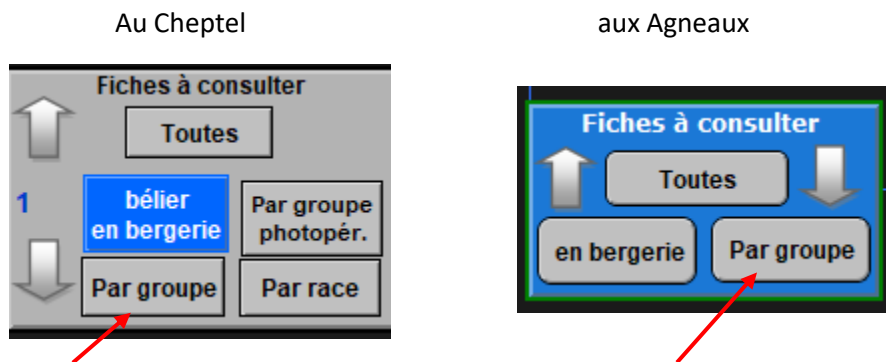 Au Cheptel
Fiches à consulter
Toutes
1
bélier
en bergerie
Par groupe
photopér.
Par groupe
Par race
aux Agneaux
Fiches à consulter
Toutes
en bergerie
Par groupe